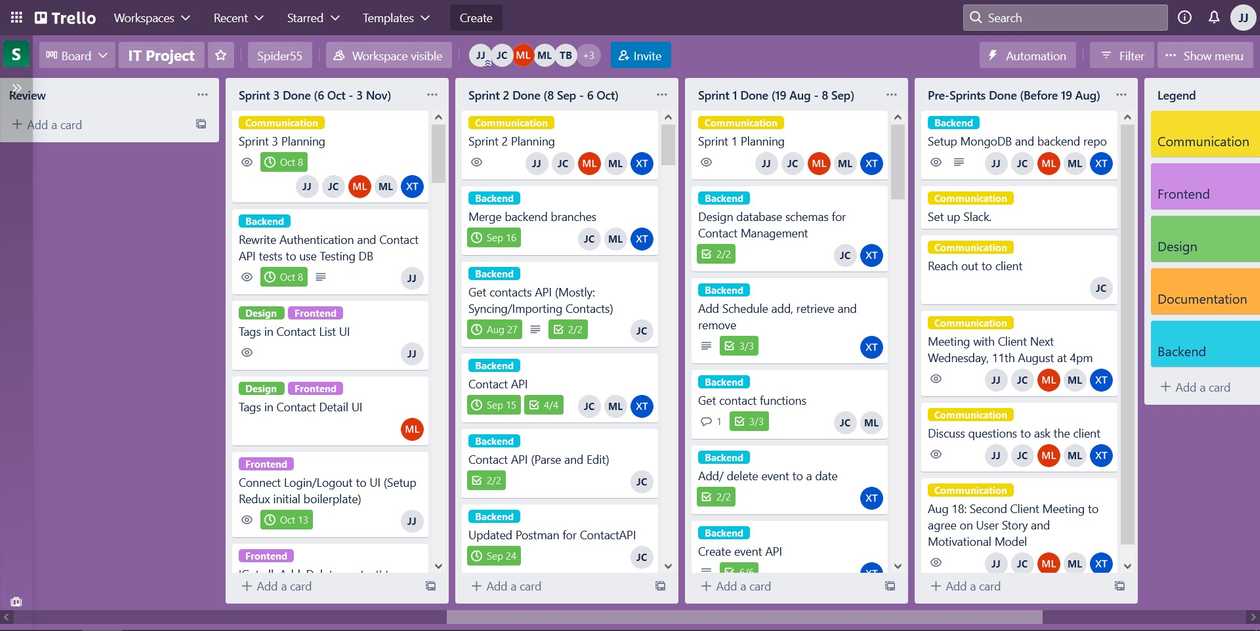 Trello Workspaces Recent Starred Templates Create Search JJ
S Board IT Project Spider55 Workspace visible JJ JC ML ML TB +3 Invite Automation Filter Show menu
Review
+ Add a card
Sprint 3 Done (6 Oct - 3 Nov)
Communication
Sprint 3 Planning
Oct 8
JJ JC ML ML XT
Backend
Rewrite Authentication and Contact
API tests to use Testing DB
Oct 8 JJ
Design Frontend
Tags in Contact List UI
JJ
Design Frontend
Tags in Contact Detail UI
ML
Frontend
Connect Login/Logout to UI (Setup
Redux initial boilerplate)
Oct 13 JJ
Frontend
+ Add a card
Sprint 2 Done (8 Sep - 6 Oct)
Communication
Sprint 2 Planning
JJ JC ML ML XT
Backend
Merge backend branches
Sep 16 JC ML XT
Backend
Get contacts API (Mostly:
Syncing/Importing Contacts)
Aug 27 2/2 JC
Backend
Contact API
Sep 15 4/4 JC ML XT
Backend
Contact API (Parse and Edit)
2/2 JC
Backend
Updated Postman for ContactAPI
Sep 24 JC
+ Add a card
Sprint 1 Done (19 Aug - 8 Sep)
Communication
Sprint 1 Planning
JJ JC ML ML XT
Backend
Design database schemas for
Contact Management
2/2 JC XT
Backend
Add Schedule add, retrieve and
remove
3/3 XT
Backend
Get contact functions
1 3/3 JC ML
Backend
Add/ delete event to a date
2/2 XT
Backend
Create event API
6/6 XT
+ Add a card
Pre-Sprints Done (Before 19 Aug)
Backend
Setup MongoDB and backend repo
JJ JC ML ML XT
Communication
Set up Slack.
Communication
Reach out to client
JC
Communication
Meeting with Client Next
Wednesday, 11th August at 4pm
JJ JC ML ML XT
Communication
Discuss questions to ask the client
JJ JC ML ML XT
Communication
Aug 18: Second Client Meeting to
agree on User Story and
Motivational Model
JJ JC ML ML XT
+ Add a card
Legend
Communication
Frontend
Design
Documentation
Backend
+ Add a card